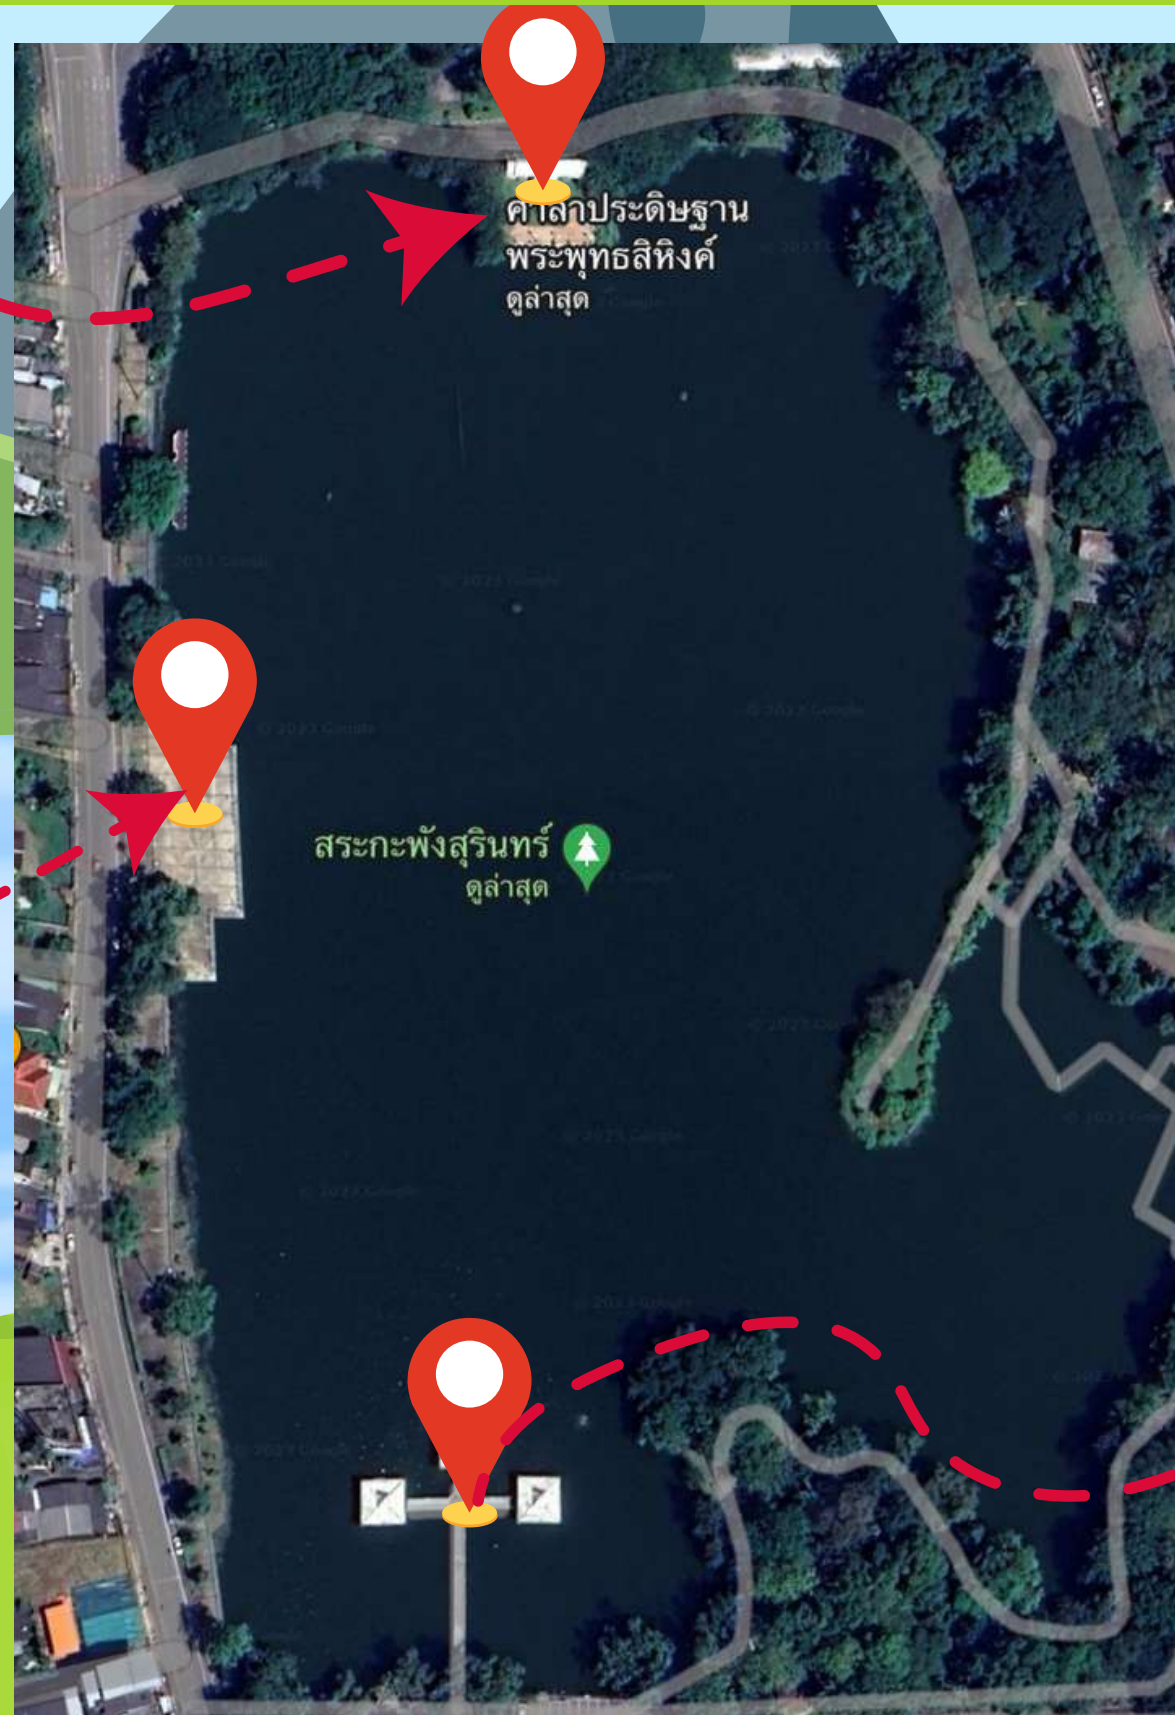 ศาลาประดิษฐาน
พระพุทธสิหิงค์
ดูล่าสุด
สระกะพังสุรินทร์
ดูล่าสุด